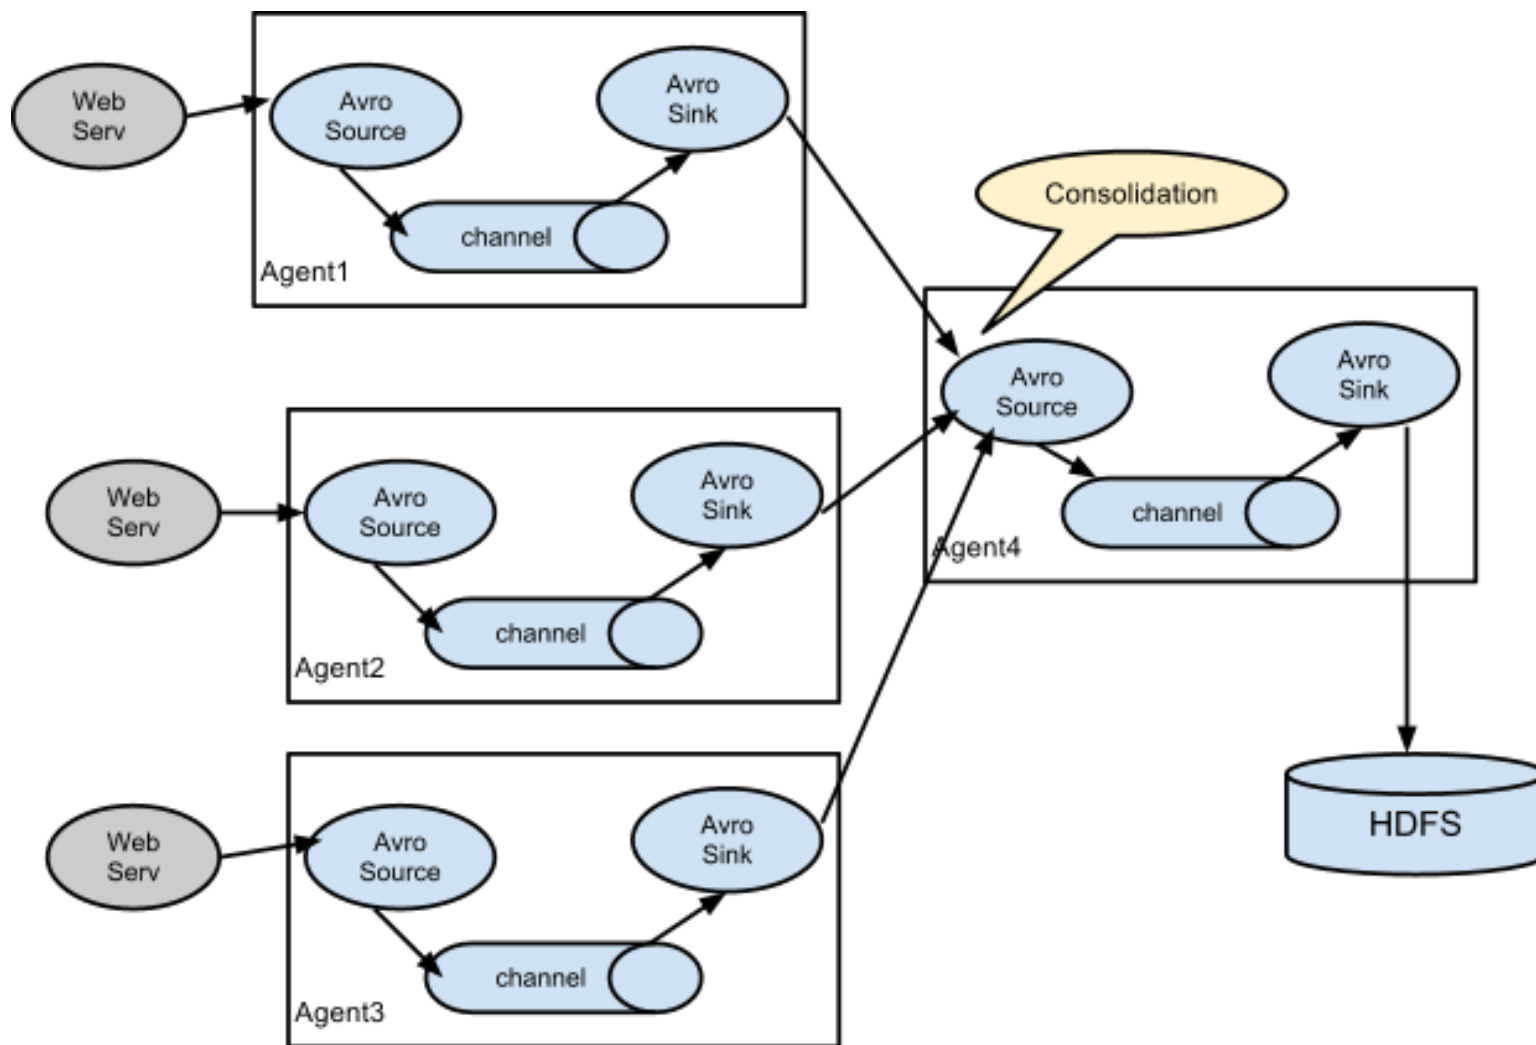 Web
Serv
Avro
Source
Avro
Sink
channel
Agent1
Consolidation
Web
Serv
Avro
Source
Avro
Sink
channel
Agent2
Avro
Source
Avro
Sink
channel
Agent4
Web
Serv
Avro
Source
Avro
Sink
channel
Agent3
HDFS